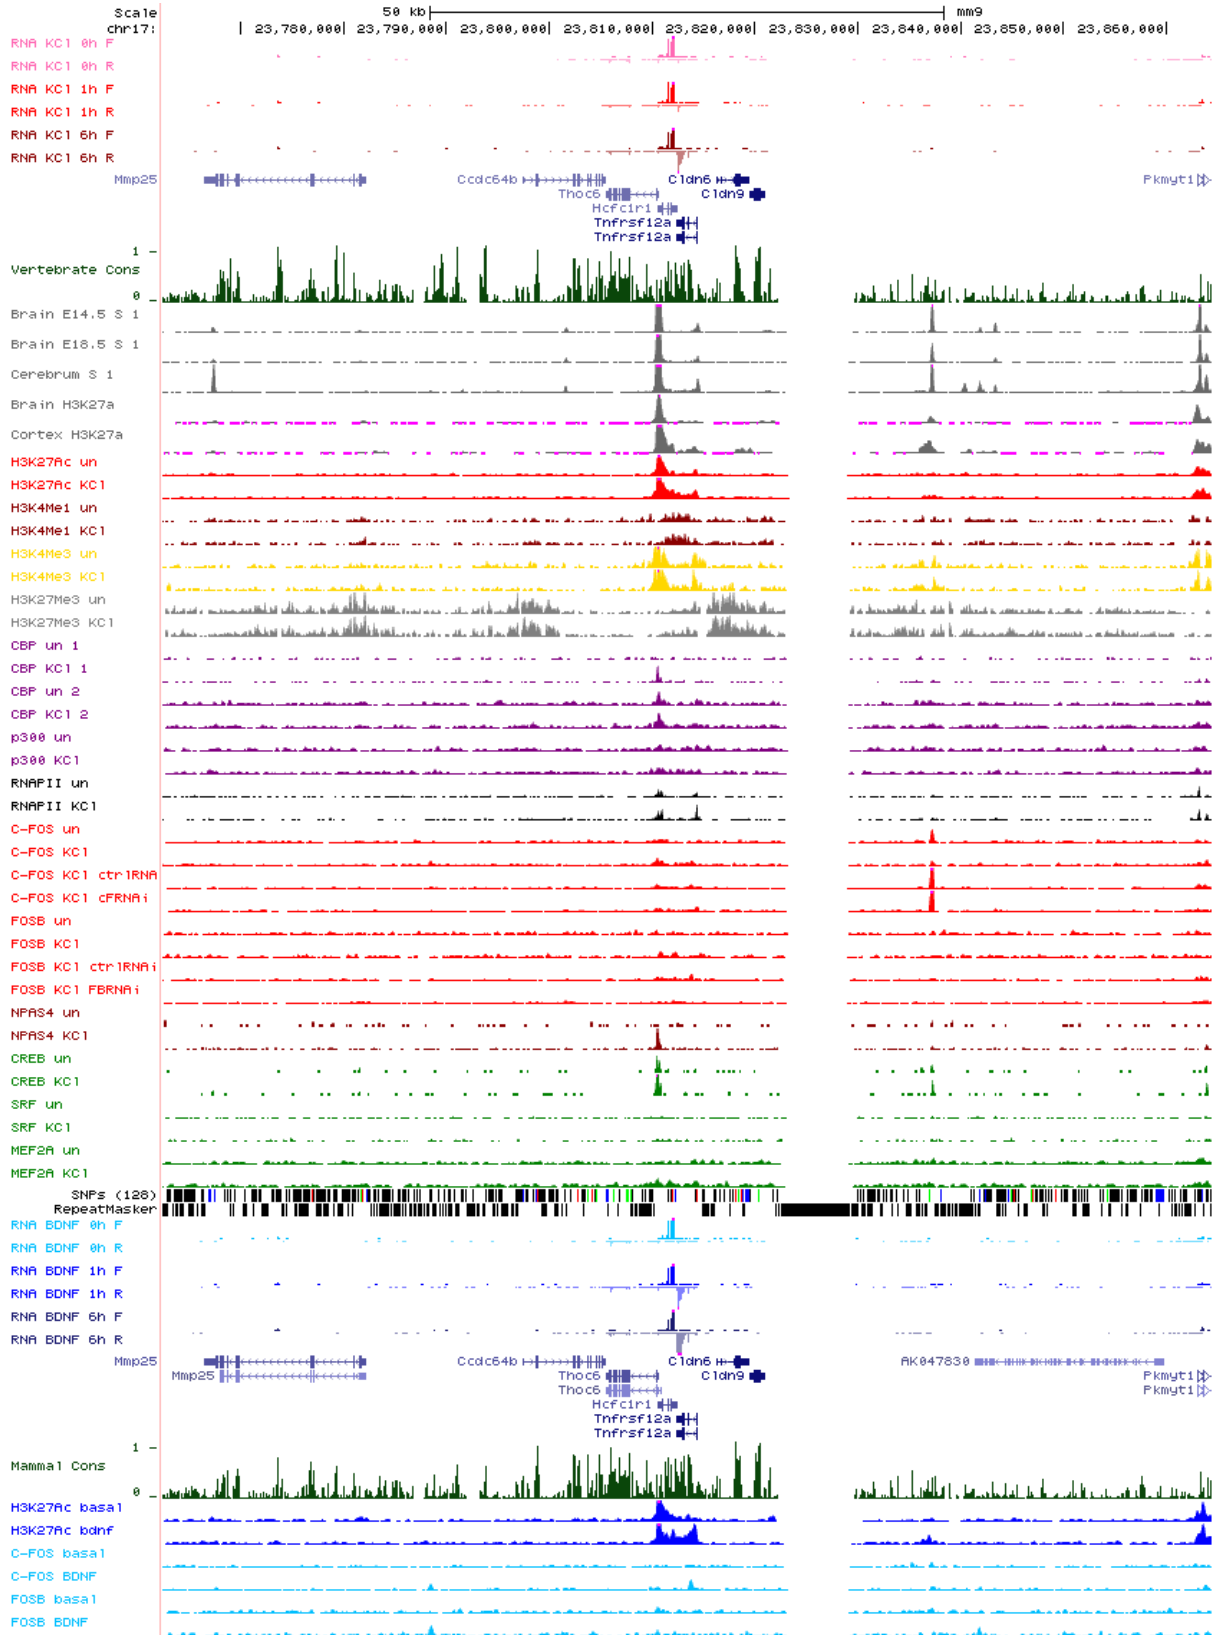 Scale 50 kb mm9
chr17: 23,780,000 23,790,000 23,800,000 23,810,000 23,820,000 23,830,000 23,840,000 23,850,000 23,860,000
RNA KCl 0h F
RNA KCl 0h R
RNA KCl 1h F
RNA KCl 1h R
RNA KCl 6h F
RNA KCl 6h R
Mmp25 Ccdc64b Cldn6 Pkmyt1
Thoc6 Cldn9
Hcfc1r1
Tnfrsf12a
Tnfrsf12a
1
Vertebrate Cons
0
Brain E14.5 S 1
Brain E18.5 S 1
Cerebrum S 1
Brain H3K27a
Cortex H3K27a
H3K27Ac un
H3K27Ac KCl
H3K4Me1 un
H3K4Me1 KCl
H3K4Me3 un
H3K4Me3 KCl
H3K27Me3 un
H3K27Me3 KCl
CBP un 1
CBP KCl 1
CBP un 2
CBP KCl 2
p300 un
p300 KCl
RNAPII un
RNAPII KCl
C-FOS un
C-FOS KCl
C-FOS KCl ctrlRNA
C-FOS KCl cFRNAi
FOSB un
FOSB KCl
FOSB KCl ctrlRNAi
FOSB KCl FBRNAi
NPAS4 un
NPAS4 KCl
CREB un
CREB KCl
SRF un
SRF KCl
MEF2A un
MEF2A KCl
SNPs (128)
RepeatMasker
RNA BDNF 0h F
RNA BDNF 0h R
RNA BDNF 1h F
RNA BDNF 1h R
RNA BDNF 6h F
RNA BDNF 6h R
Mmp25 Ccdc64b Cldn6 AK047830
Mmp25 Thoc6 Cldn9 Pkmyt1
Thoc6 Pkmyt1
Hcfc1r1
Tnfrsf12a
Tnfrsf12a
1
Mammal Cons
0
H3K27Ac basal
H3K27Ac bdnf
C-FOS basal
C-FOS BDNF
FOSB basal
FOSB BDNF